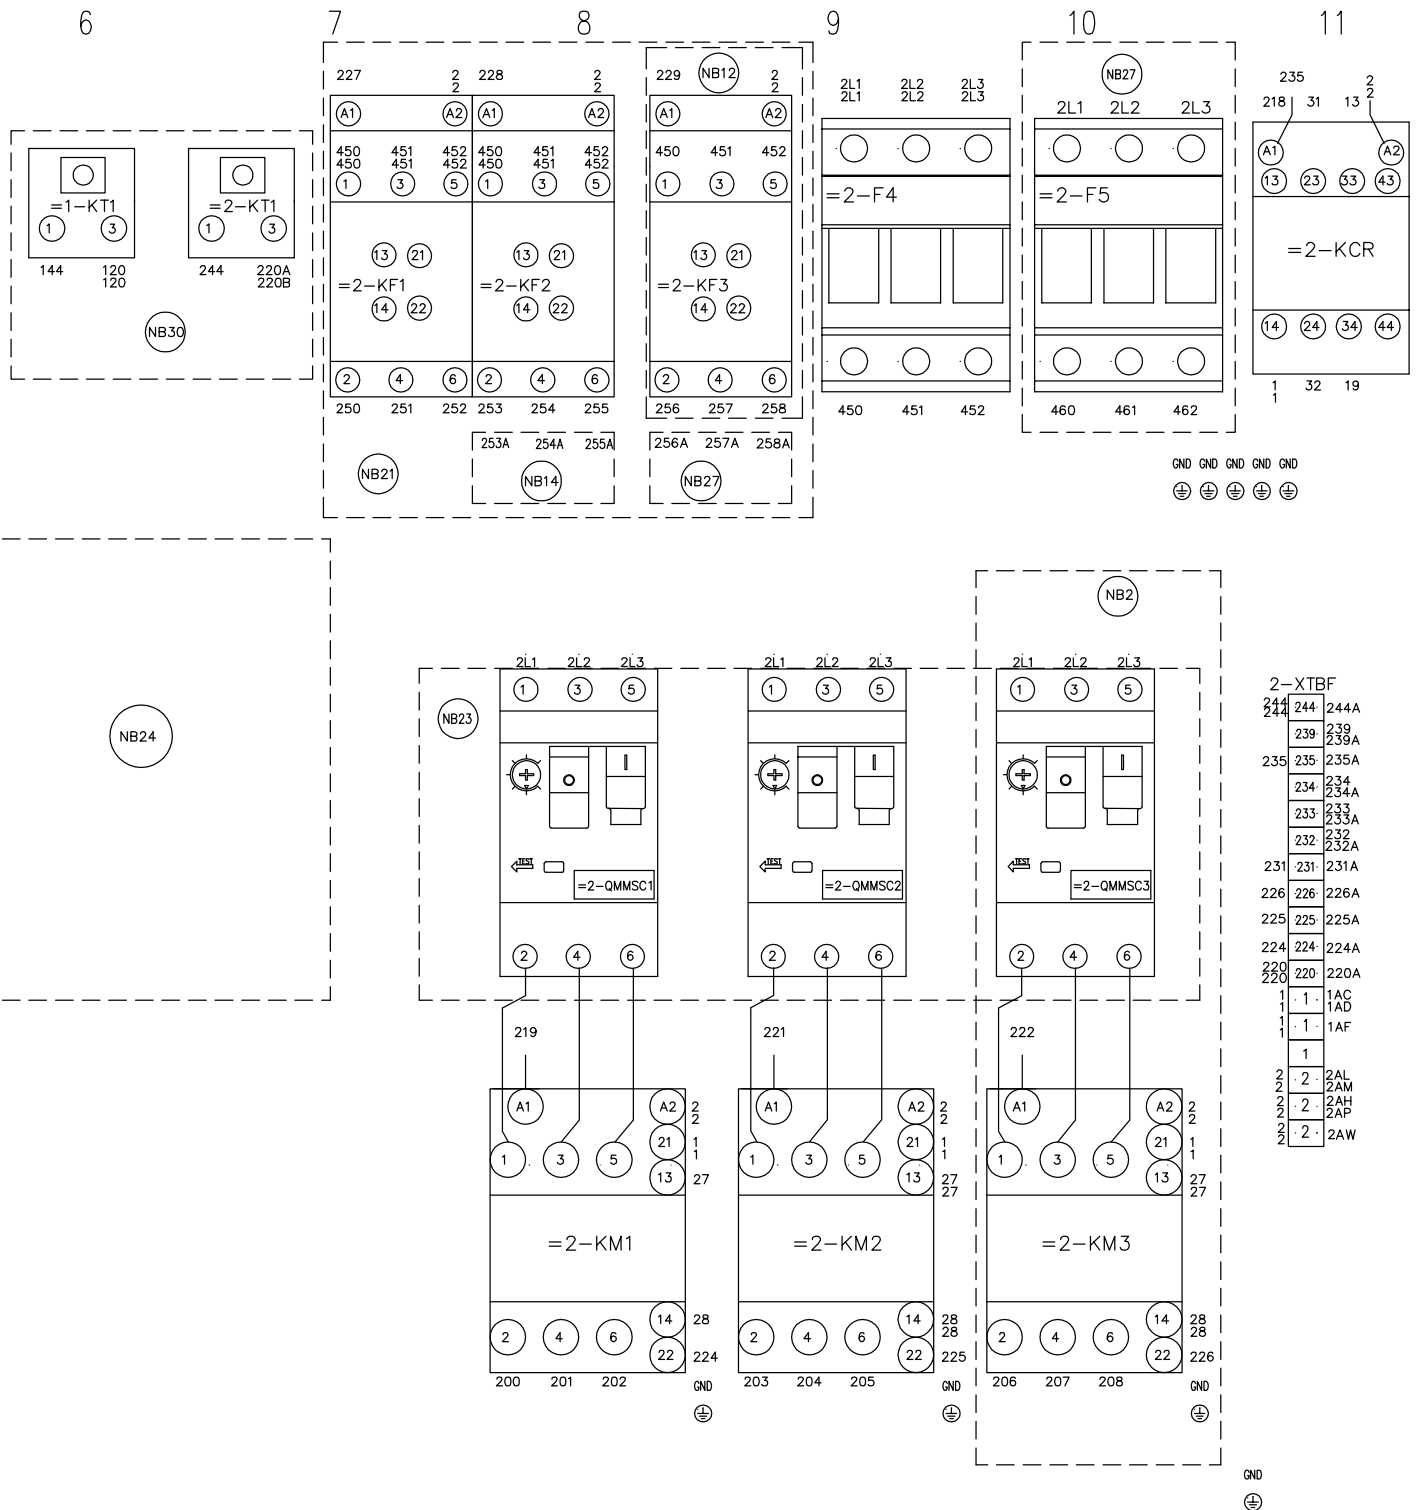 6 7 8 9 10 11
227 2 228 2 229 NB12 2
2 2 2
A1 A2 A1 A2 A1 A2
450 451 452 450 451 452 450 451 452
450 451 452 450 451 452
1 3 5 1 3 5 1 3 5
13 21 13 21 13 21
=2-KF1 =2-KF2 =2-KF3
14 22 14 22 14 22
2 4 6 2 4 6 2 4 6
250 251 252 253 254 255 256 257 258
253A 254A 255A 256A 257A 258A
NB21 NB14 NB27
=1-KT1 =2-KT1
1 3 1 3
144 120 244 220A
120 220B
NB30
2L1 2L2 2L3
2L1 2L2 2L3
=2-F4
450 451 452
NB27
2L1 2L2 2L3
=2-F5
460 461 462
235 2
218 31 13 2
A1 A2
13 23 33 43
=2-KCR
14 24 34 44
1 32 19
1
GND GND GND GND GND
NB24
NB2
NB23
2L1 2L2 2L3 2L1 2L2 2L3 2L1 2L2 2L3
1 3 5 1 3 5 1 3 5
TEST TEST TEST
=2-QMMSC1 =2-QMMSC2 =2-QMMSC3
2 4 6 2 4 6 2 4 6
219 221 222
A1 A2 2 A1 A2 2 A1 A2 2
2 2 2
1 3 5 21 1 1 3 5 21 1 1 3 5 21 1
1 1 1
13 27 13 27 13 27
27 27
=2-KM1 =2-KM2 =2-KM3
2 4 6 14 28 2 4 6 14 28 2 4 6 14 28
28 28
22 224 22 225 22 226
200 201 202 203 204 205 206 207 208
GND GND GND
2-XTBF
244 244 244A
244
239 239
239A
235 235 235A
234 234
234A
233 233
233A
232 232
232A
231 231 231A
226 226 226A
225 225 225A
224 224 224A
220 220 220A
220
1 1 1AC
1 1AD
1 1 1AF
1
1
2 2 2AL
2 2AM
2 2 2AH
2 2AP
2 2 2AW
2
GND